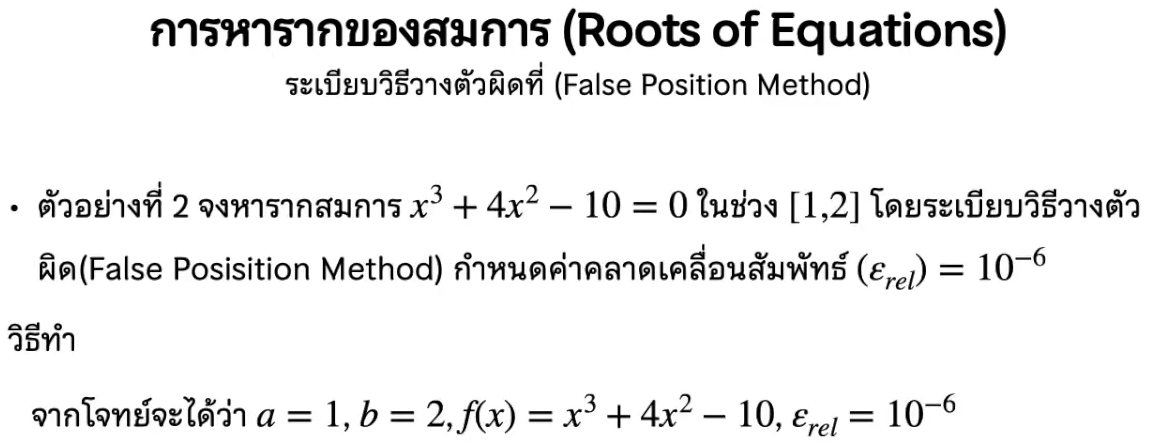 การหารากของสมการ (Roots of Equations)
ระเบียบวิธีวางตัวผิดที่ (False Position Method)
• ตัวอย่างที่ 2 จงหารากสมการ x³ + 4x² − 10 = 0 ในช่วง [1,2] โดยระเบียบวิธีวางตัว
ผิด(False Posisition Method) กำหนดค่าคลาดเคลื่อนสัมพัทธ์ (ε_rel) = 10⁻⁶
วิธีทำ
จากโจทย์จะได้ว่า a = 1, b = 2, f(x) = x³ + 4x² − 10, ε_rel = 10⁻⁶